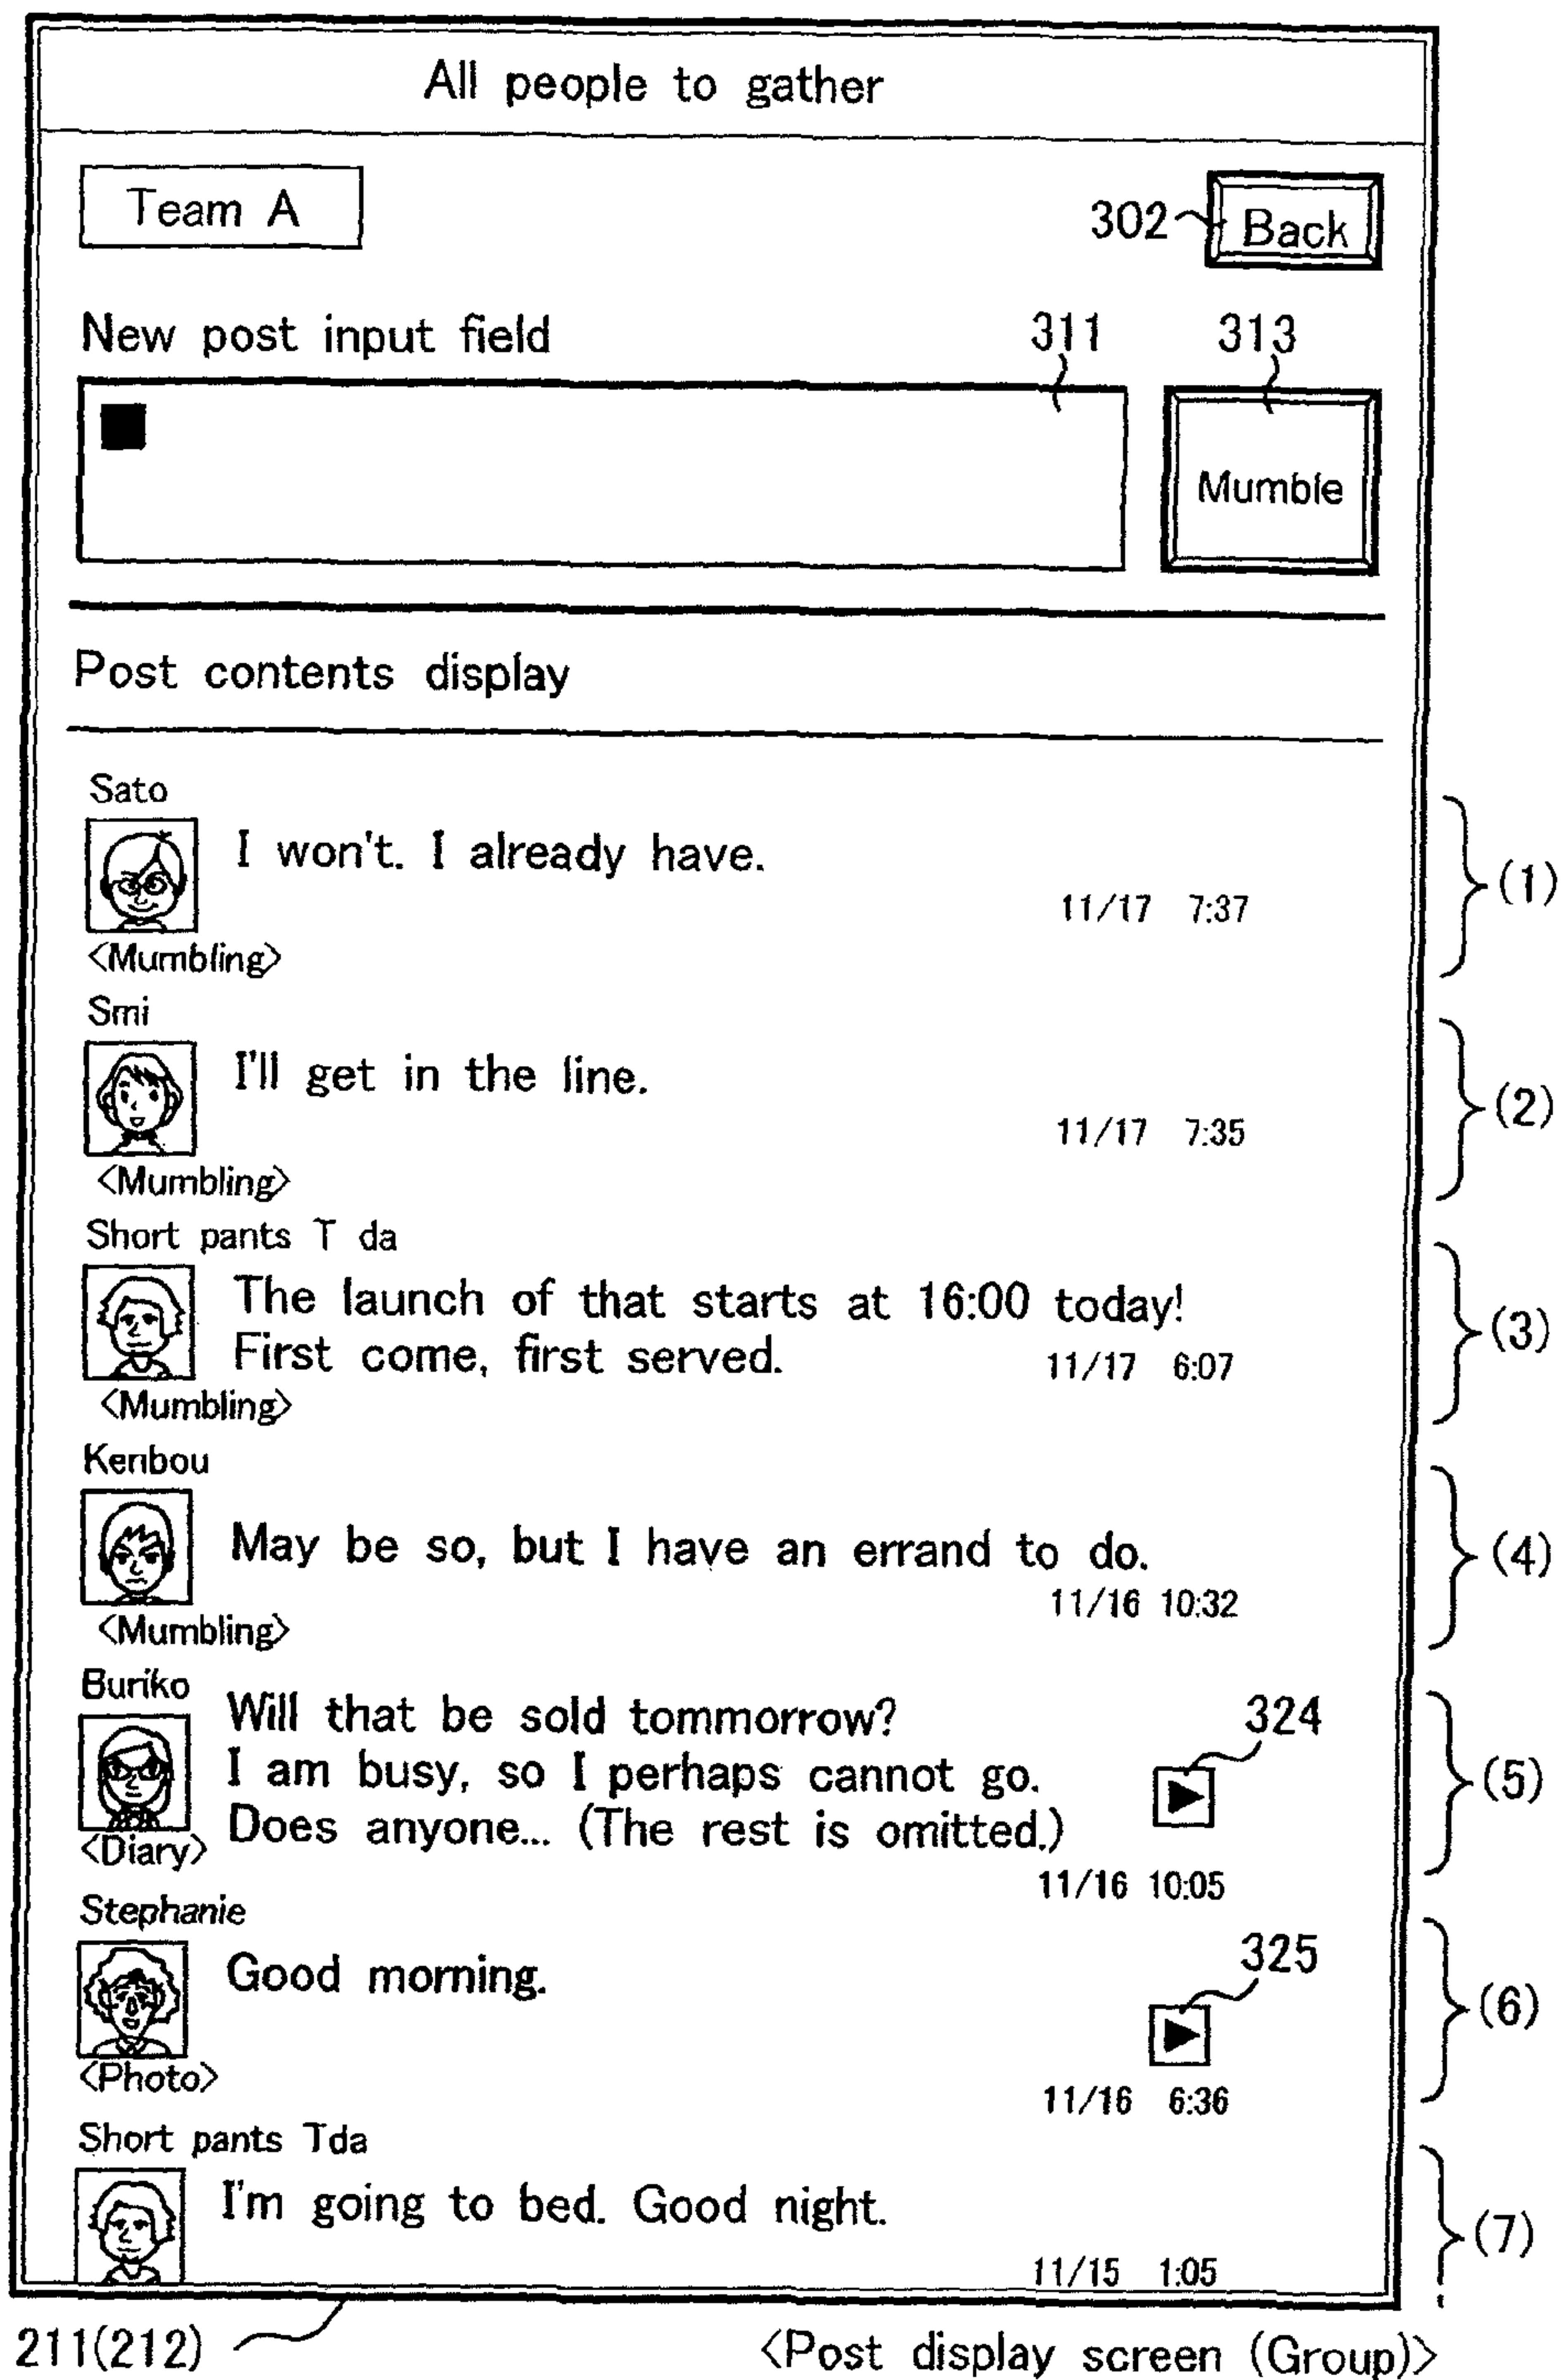 All people to gather
Team A
302
Back
New post input field
311
313
Mumble
Post contents display
Sato
I won't. I already have.
11/17 7:37
(1)
<Mumbling>
Smi
I'll get in the line.
11/17 7:35
(2)
<Mumbling>
Short pants T da
The launch of that starts at 16:00 today!
First come, first served.
11/17 6:07
(3)
<Mumbling>
Kenbou
May be so, but I have an errand to do.
11/16 10:32
(4)
<Mumbling>
Buriko
Will that be sold tommorrow?
324
I am busy, so I perhaps cannot go.
(5)
Does anyone... (The rest is omitted.)
<Diary>
11/16 10:05
Stephanie
Good morning.
325
(6)
<Photo>
11/16 6:36
Short pants Tda
I'm going to bed. Good night.
(7)
11/15 1:05
211(212)
<Post display screen (Group)>